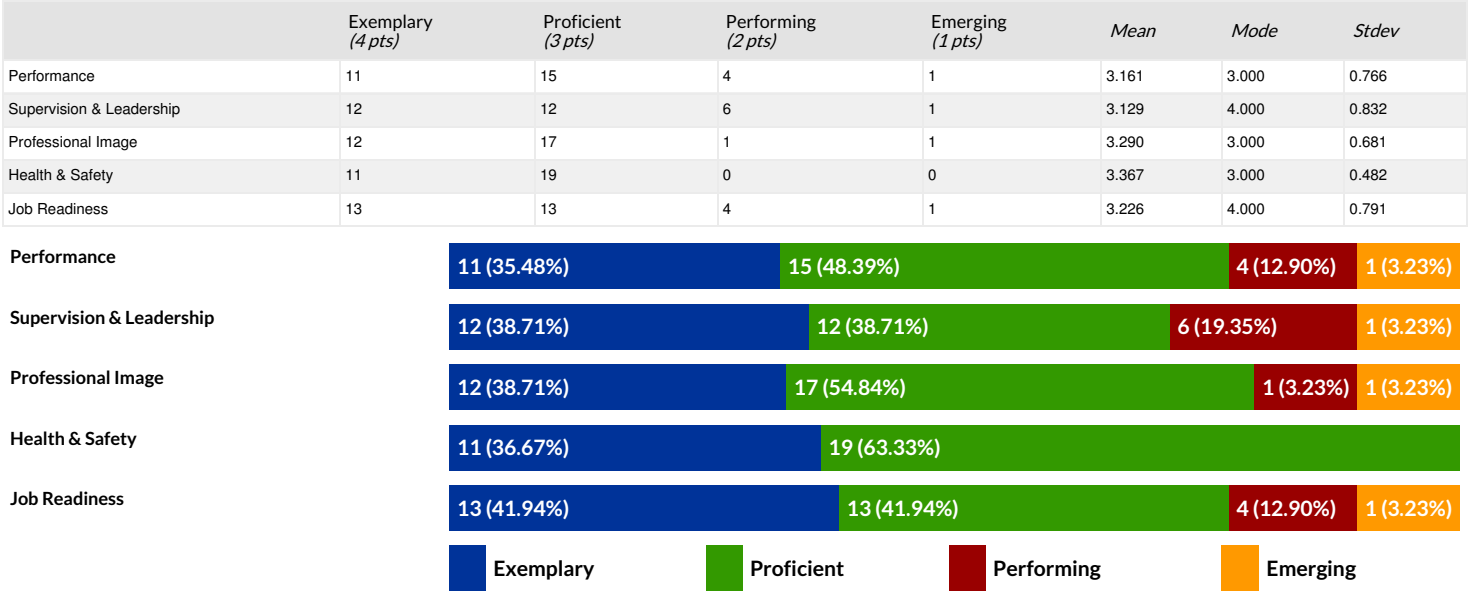 Exemplary Proficient Performing Emerging Mean Mode Stdev
(4 pts) (3 pts) (2 pts) (1 pts)
Performance 11 15 4 1 3.161 3.000 0.766
Supervision & Leadership 12 12 6 1 3.129 4.000 0.832
Professional Image 12 17 1 1 3.290 3.000 0.681
Health & Safety 11 19 0 0 3.367 3.000 0.482
Job Readiness 13 13 4 1 3.226 4.000 0.791
Performance 11 (35.48%) 15 (48.39%) 4 (12.90%) 1 (3.23%)
Supervision & Leadership 12 (38.71%) 12 (38.71%) 6 (19.35%) 1 (3.23%)
Professional Image 12 (38.71%) 17 (54.84%) 1 (3.23%) 1 (3.23%)
Health & Safety 11 (36.67%) 19 (63.33%)
Job Readiness 13 (41.94%) 13 (41.94%) 4 (12.90%) 1 (3.23%)
Exemplary Proficient Performing Emerging